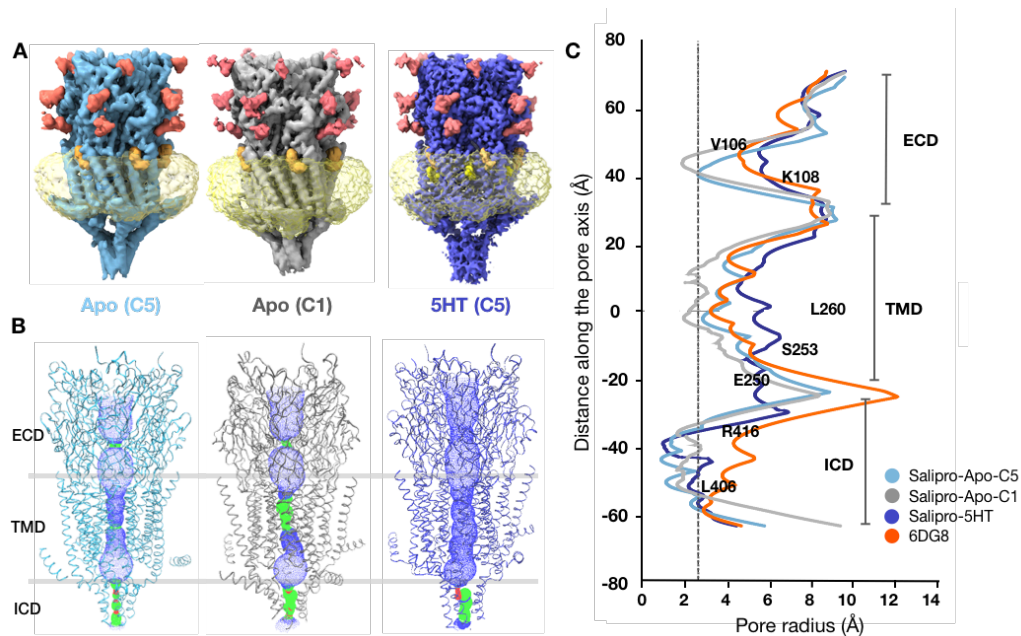 A
Apo (C5)
Apo (C1)
5HT (C5)
B
ECD
TMD
ICD
C
80
60
40
20
0
-20
-40
-60
-80
Distance along the pore axis (Å)
V106
K108
L260
S253
E250
R416
L406
ECD
TMD
ICD
Salipro-Apo-C5
Salipro-Apo-C1
Salipro-5HT
6DG8
0 2 4 6 8 10 12 14
Pore radius (Å)